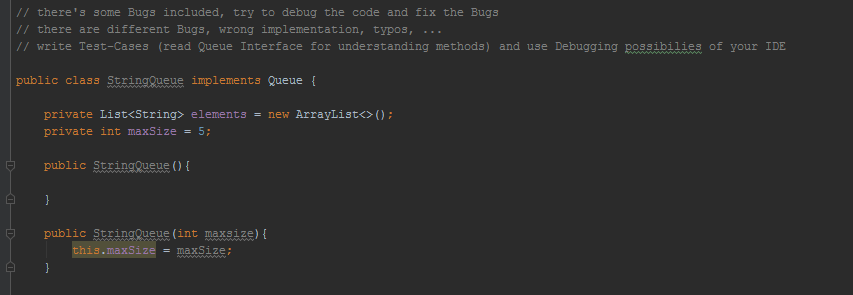 // there's some Bugs included, try to debug the code and fix the Bugs
// there are different Bugs, wrong implementation, typos, ...
// write Test-Cases (read Queue Interface for understanding methods) and use Debugging possibilies of your IDE
public class StringQueue implements Queue {
private List<String> elements = new ArrayList<>();
private int maxSize = 5;
public StringQueue(){
}
public StringQueue(int maxsize){
this.maxSize = maxSize;
}